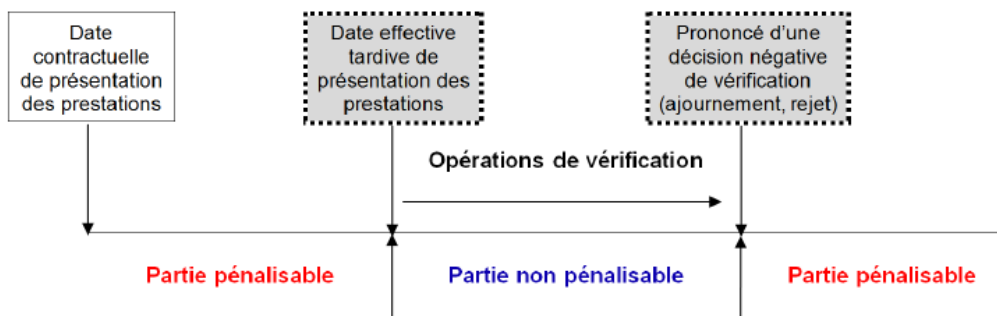 Date
contractuelle
de présentation
des prestations
Date effective
tardive de
présentation des
prestations
Prononcé d'une
décision négative
de vérification
(ajournement, rejet)
Opérations de vérification
Partie pénalisable
Partie non pénalisable
Partie pénalisable